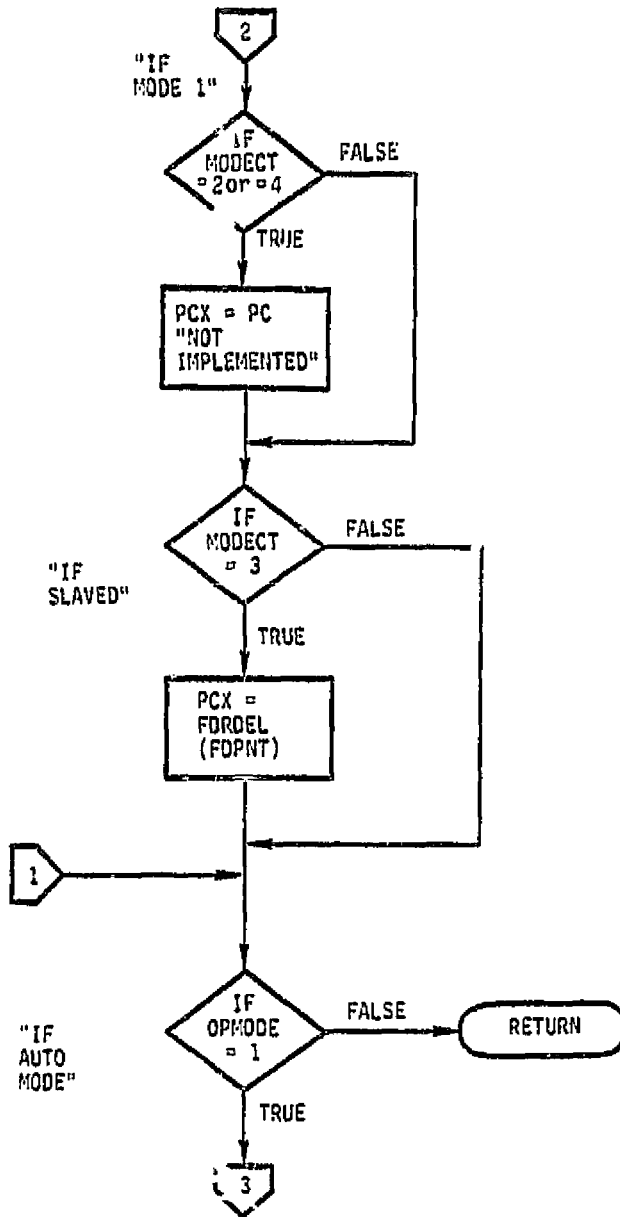 2
"IF
MODE 1"
IF
MODECT
=2or=4
FALSE
TRUE
PCX = PC
"NOT
IMPLEMENTED"
IF
MODECT
= 3
FALSE
"IF
SLAVED"
TRUE
PCX =
FDRDEL
(FDPNT)
1
IF
OPMODE
= 1
FALSE
RETURN
"IF
AUTO
MODE"
TRUE
3